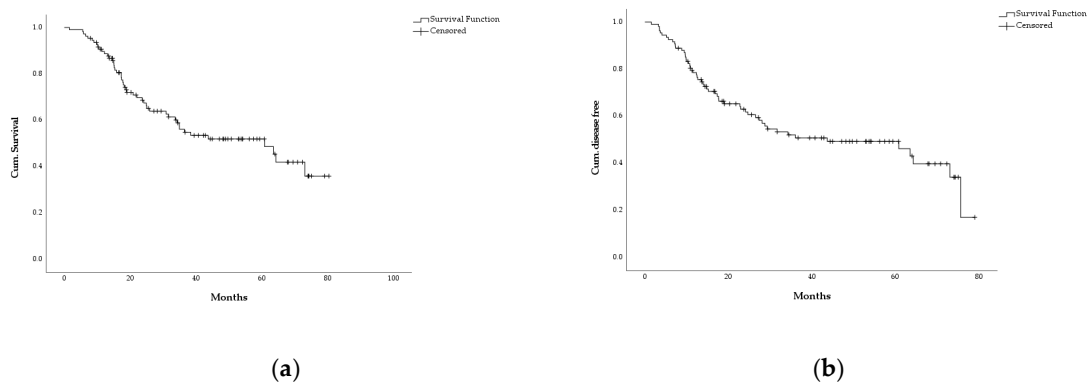 Survival Function
Censored
1.0
0.8
0.6
0.4
0.2
0.0
Cum. Survival
0 20 40 60 80 100
Months
(a)
Survival Function
Censored
1.0
0.8
0.6
0.4
0.2
0.0
Cum. disease free
0 20 40 60 80
Months
(b)